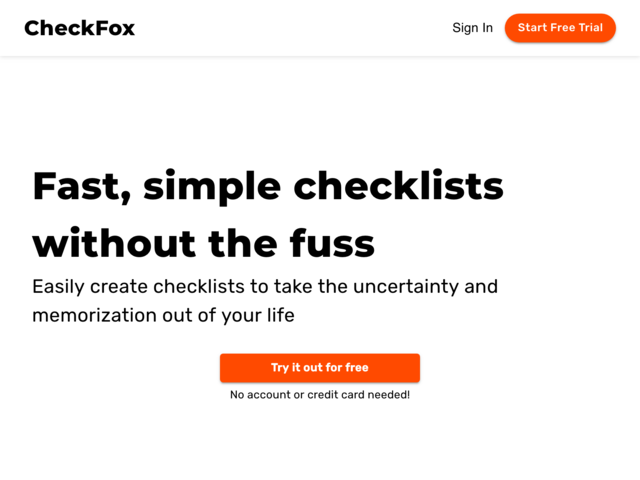 CheckFox
Sign In
Start Free Trial
Fast, simple checklists
without the fuss
Easily create checklists to take the uncertainty and
memorization out of your life
Try it out for free
No account or credit card needed!